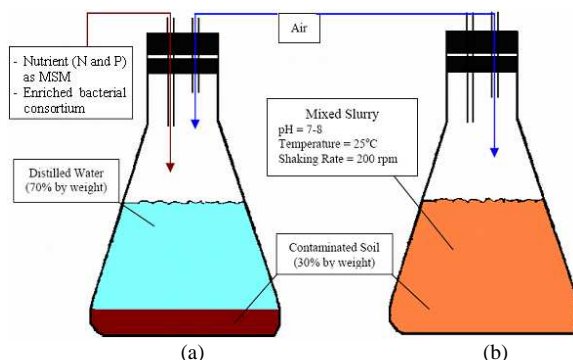 Air
- Nutrient (N and P)
as MSM
- Enriched bacterial
consortium
Mixed Slurry
pH = 7-8
Temperature = 25°C
Shaking Rate = 200 rpm
Distilled Water
(70% by weight)
Contaminated Soil
(30% by weight)
(a)
(b)